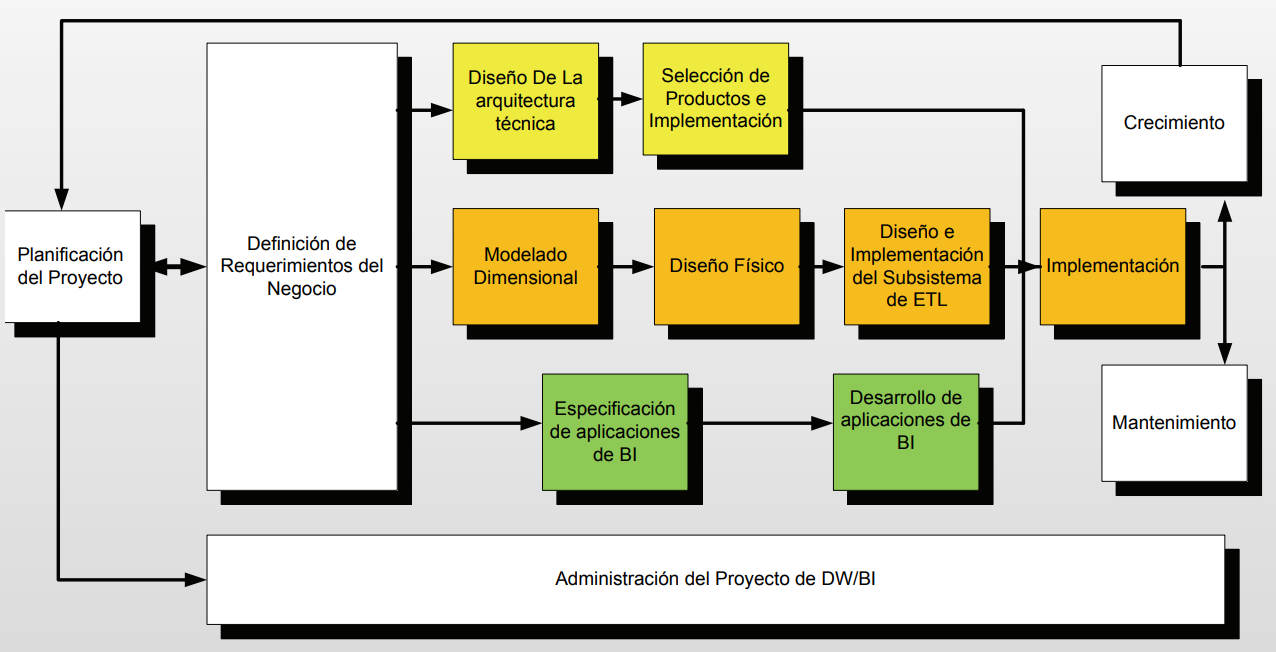 Planificación
del Proyecto
Definición de
Requerimientos del
Negocio
Diseño De La
arquitectura
técnica
Selección de
Productos e
Implementación
Modelado
Dimensional
Diseño Físico
Diseño e
Implementación
del Subsistema
de ETL
Implementación
Especificación
de aplicaciones
de BI
Desarrollo de
aplicaciones de
BI
Crecimiento
Mantenimiento
Administración del Proyecto de DW/BI